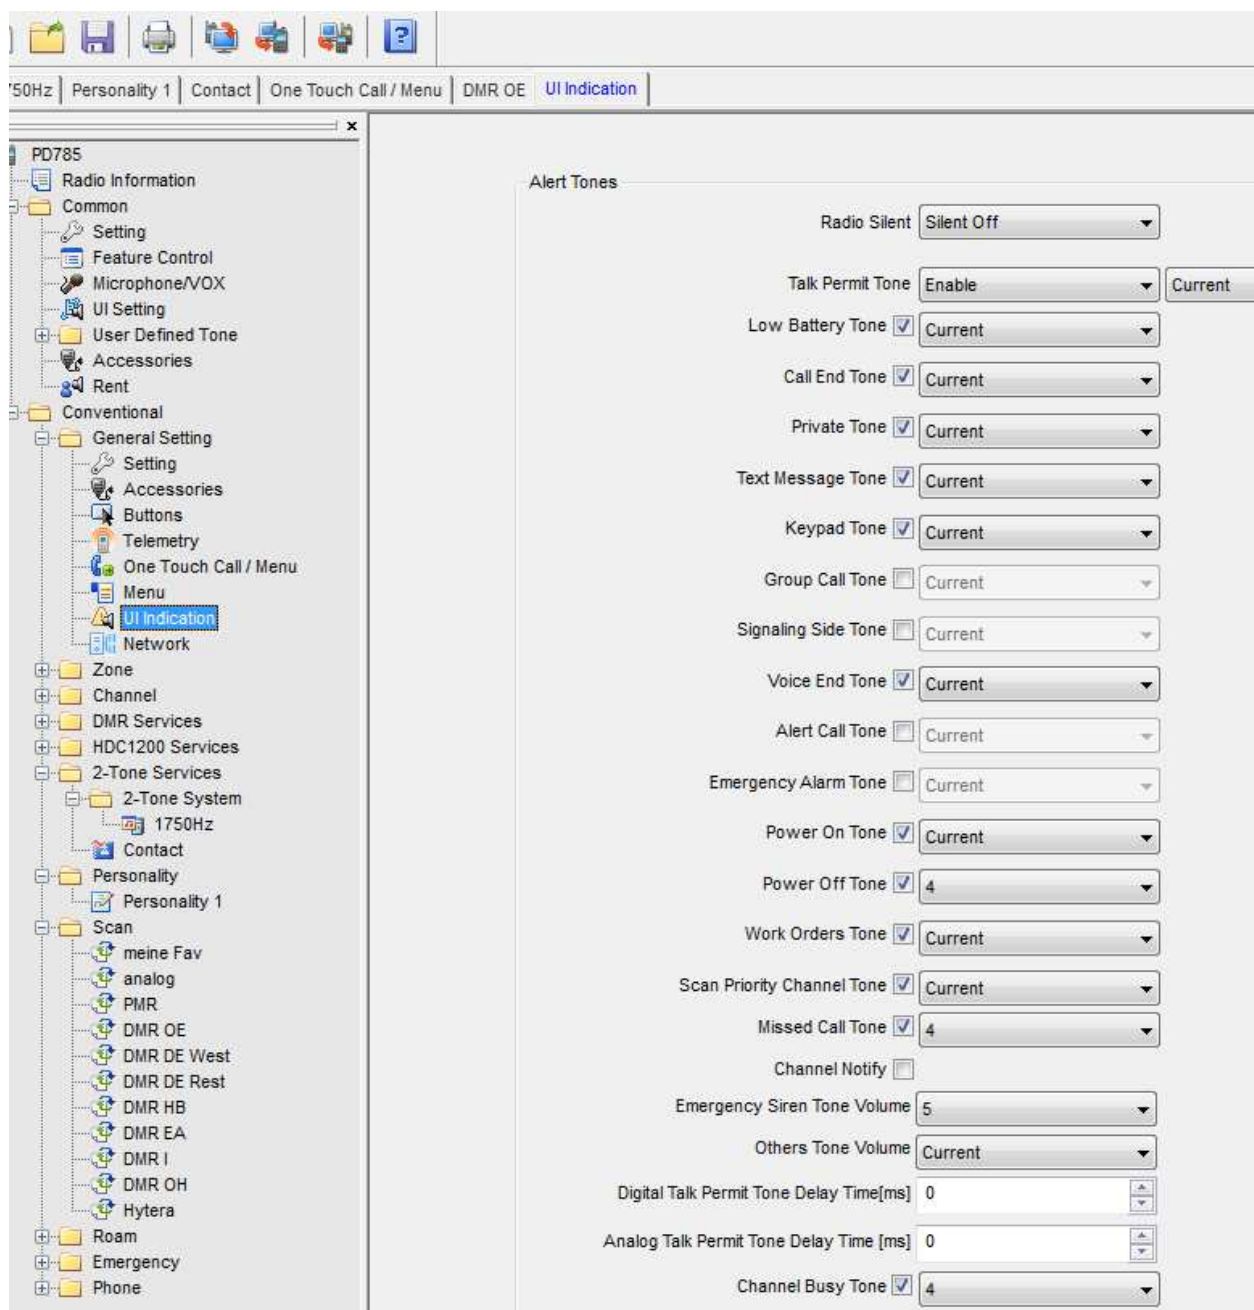 ?
50Hz Personality 1 Contact One Touch Call / Menu DMR OE UI Indication
x
PD785
Radio Information
Common
Setting
Feature Control
Microphone/VOX
UI Setting
User Defined Tone
Accessories
Rent
Conventional
General Setting
Setting
Accessories
Buttons
Telemetry
One Touch Call / Menu
Menu
UI Indication
Network
Zone
Channel
DMR Services
HDC1200 Services
2-Tone Services
2-Tone System
1750Hz
Contact
Personality
Personality 1
Scan
meine Fav
analog
PMR
DMR OE
DMR DE West
DMR DE Rest
DMR HB
DMR EA
DMR I
DMR OH
Hytera
Roam
Emergency
Phone
Alert Tones
Radio Silent Silent Off
Talk Permit Tone Enable Current
Low Battery Tone Current
Call End Tone Current
Private Tone Current
Text Message Tone Current
Keypad Tone Current
Group Call Tone Current
Signaling Side Tone Current
Voice End Tone Current
Alert Call Tone Current
Emergency Alarm Tone Current
Power On Tone Current
Power Off Tone 4
Work Orders Tone Current
Scan Priority Channel Tone Current
Missed Call Tone 4
Channel Notify
Emergency Siren Tone Volume 5
Others Tone Volume Current
Digital Talk Permit Tone Delay Time[ms] 0
Analog Talk Permit Tone Delay Time [ms] 0
Channel Busy Tone 4